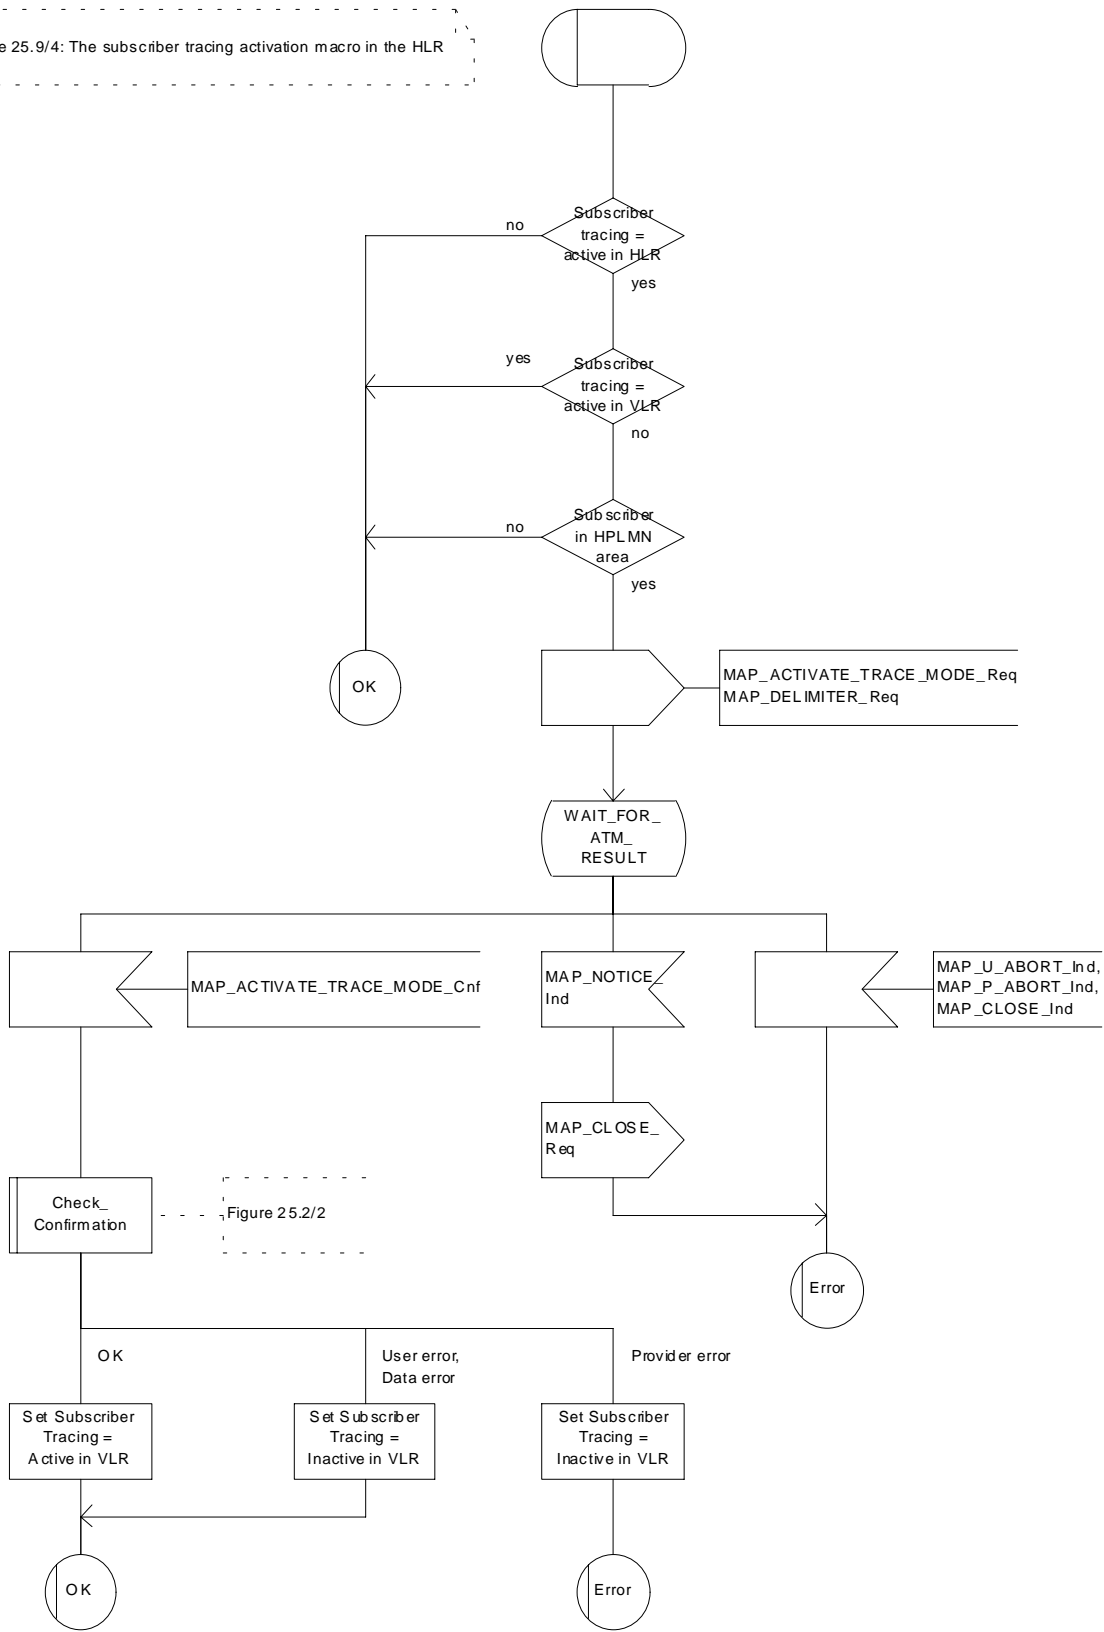 e 25.9/4: The subscriber tracing activation macro in the HLR
Subscriber
tracing =
active in HLR
no
yes
Subscriber
tracing =
active in VLR
yes
no
Subscriber
in HPLMN
area
no
yes
OK
MAP_ACTIVATE_TRACE_MODE_Req
MAP_DELIMITER_Req
WAIT_FOR_
ATM_
RESULT
MAP_ACTIVATE_TRACE_MODE_Cnf
MAP_NOTICE_
Ind
MAP_U_ABORT_Ind,
MAP_P_ABORT_Ind,
MAP_CLOSE_Ind
MAP_CLOSE_
Req
Check_
Confirmation
Figure 25.2/2
Error
OK
User error,
Data error
Provider error
Set Subscriber
Tracing =
Active in VLR
Set Subscriber
Tracing =
Inactive in VLR
Set Subscriber
Tracing =
Inactive in VLR
OK
Error